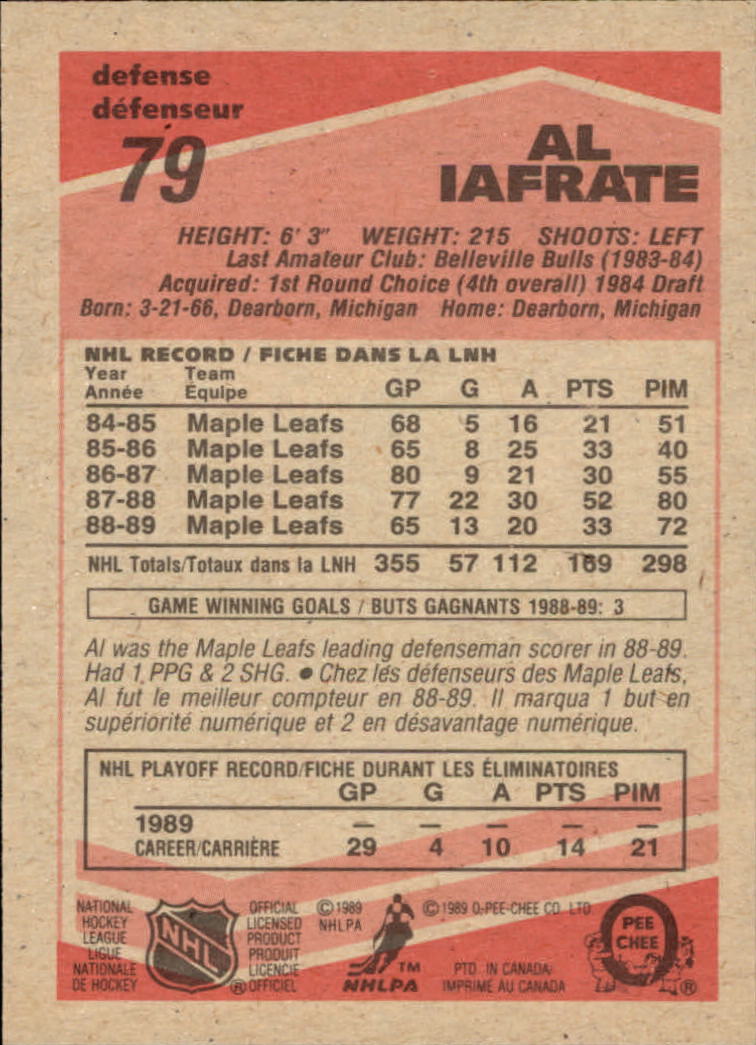 defense
défenseur
79
AL
IAFRATE
HEIGHT: 6' 3" WEIGHT: 215 SHOOTS: LEFT
Last Amateur Club: Belleville Bulls (1983-84)
Acquired: 1st Round Choice (4th overall) 1984 Draft
Born: 3-21-66, Dearborn, Michigan Home: Dearborn, Michigan
NHL RECORD / FICHE DANS LA LNH
Year Team
Année Équipe GP G A PTS PIM
84-85 Maple Leafs 68 5 16 21 51
85-86 Maple Leafs 65 8 25 33 40
86-87 Maple Leafs 80 9 21 30 55
87-88 Maple Leafs 77 22 30 52 80
88-89 Maple Leafs 65 13 20 33 72
NHL Totals/Totaux dans la LNH 355 57 112 169 298
GAME WINNING GOALS / BUTS GAGNANTS 1988-89: 3
Al was the Maple Leafs leading defenseman scorer in 88-89.
Had 1 PPG & 2 SHG. ● Chez les défenseurs des Maple Leafs,
Al fut le meilleur compteur en 88-89. Il marqua 1 but en
supériorité numérique et 2 en désavantage numérique.
NHL PLAYOFF RECORD/FICHE DURANT LES ÉLIMINATOIRES
GP G A PTS PIM
1989 — — — — —
CAREER/CARRIÈRE 29 4 10 14 21
NATIONAL
HOCKEY
LEAGUE
LIGUE
NATIONALE
DE HOCKEY
NHL
®
OFFICIAL
LICENSED
PRODUCT
PRODUIT
LICENCIE
OFFICIEL
© 1989
NHLPA
TM
NHLPA
© 1989 O-PEE-CHEE CO. LTD.
PTD. IN CANADA/
IMPRIMÉ AU CANADA
O
PEE
CHEE
®